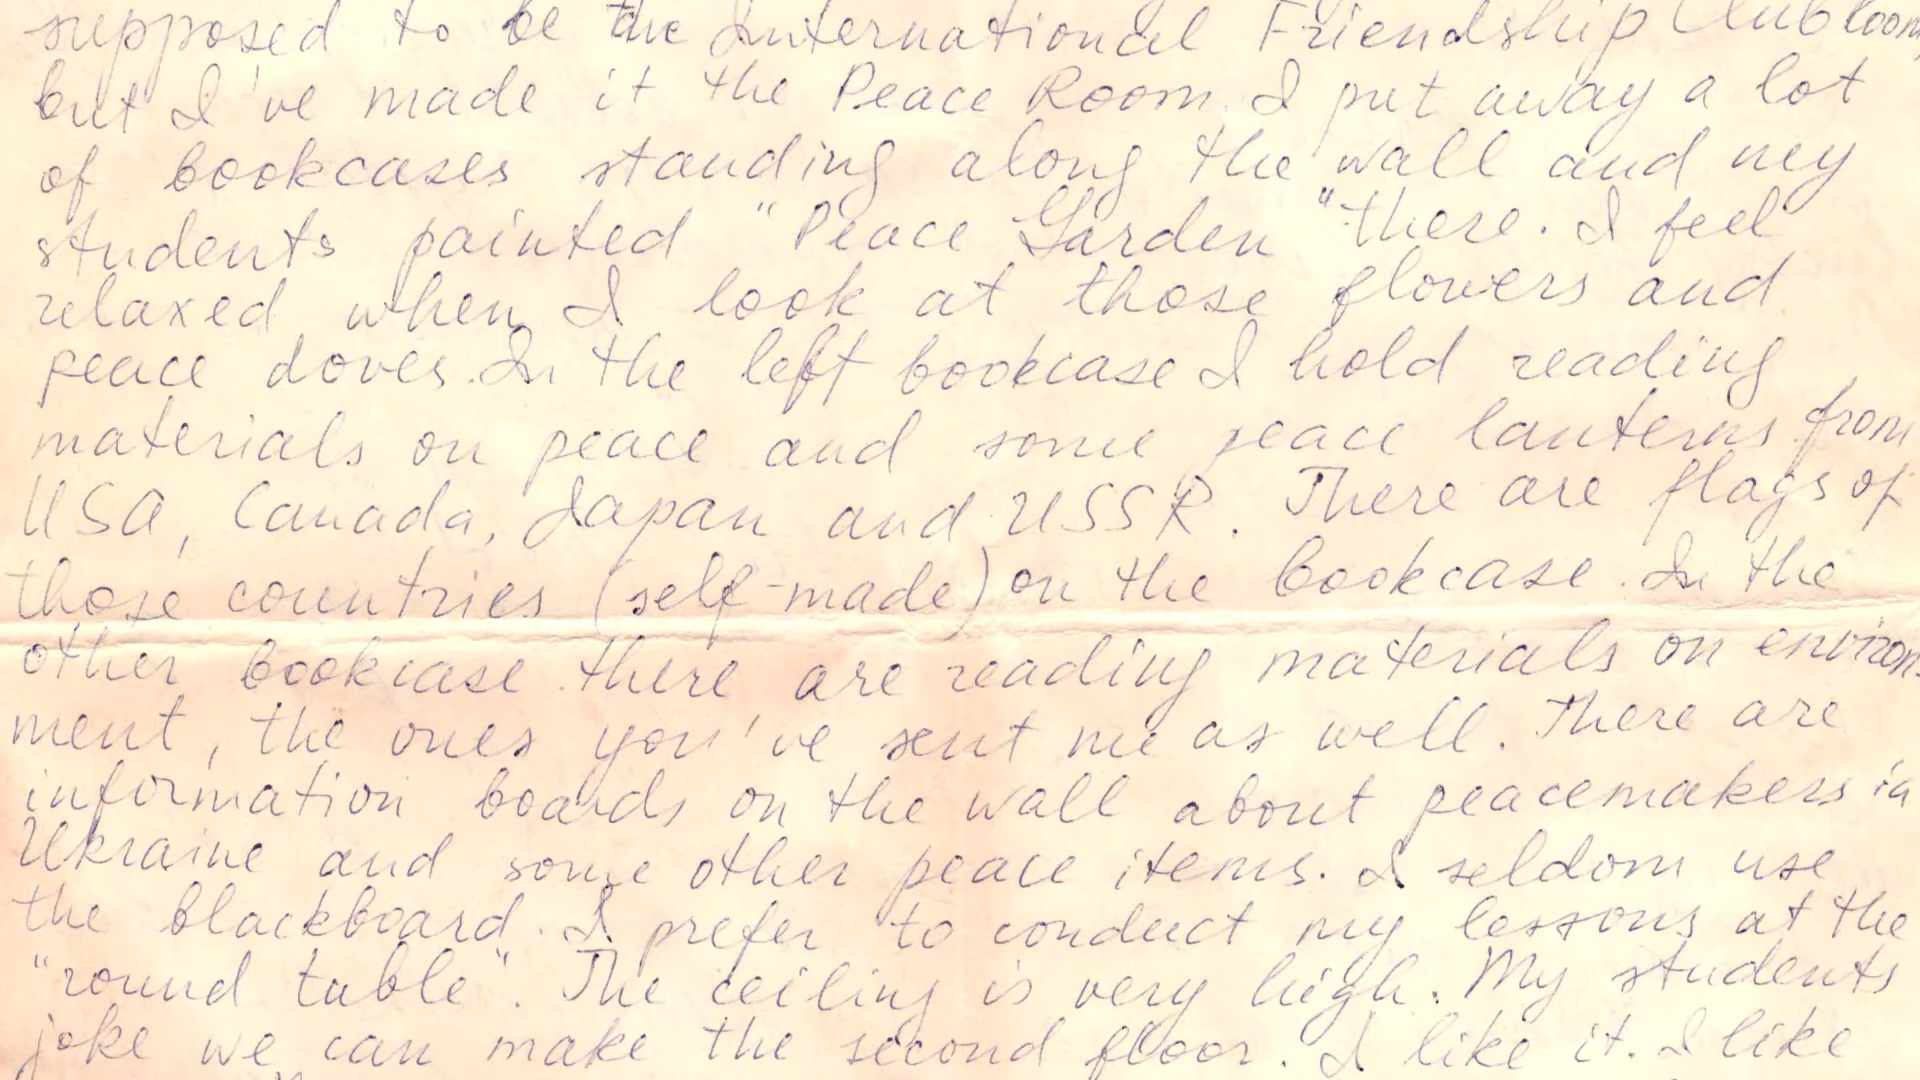 supposed to be the International Friendship Club room,
but I've made it the Peace Room. I put away a lot
of bookcases standing along the wall and my
students painted "Peace Garden" there. I feel
relaxed when I look at those flowers and
peace doves. In the left bookcase I hold reading
materials on peace and some peace lanterns from
USA, Canada, Japan and USSR. There are flags of
those countries (self-made) on the bookcase. In the
other bookcase there are reading materials on environ-
ment, the ones you've sent me as well. There are
information boards on the wall about peacemakers in
Ukraine and some other peace items. I seldom use
the blackboard. I prefer to conduct my lessons at the
"round table". The ceiling is very high. My students
joke we can make the second floor. I like it. I like